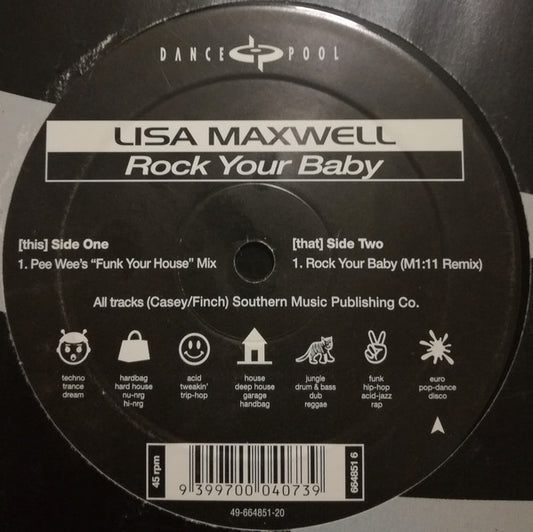 DANCE POOL
LISA MAXWELL
Rock Your Baby
[this] Side One
1. Pee Wee's "Funk Your House" Mix
[that] Side Two
1. Rock Your Baby (M1:11 Remix)
All tracks (Casey/Finch) Southern Music Publishing Co.
techno
trance
dream
hardbag
hard house
nu-nrg
hi-nrg
acid
tweakin'
trip-hop
house
deep house
garage
handbag
jungle
drum & bass
dub
reggae
funk
hip-hop
acid-jazz
rap
euro
pop-dance
disco
45 rpm
9 399700 040739
664851 6
49-664851-20